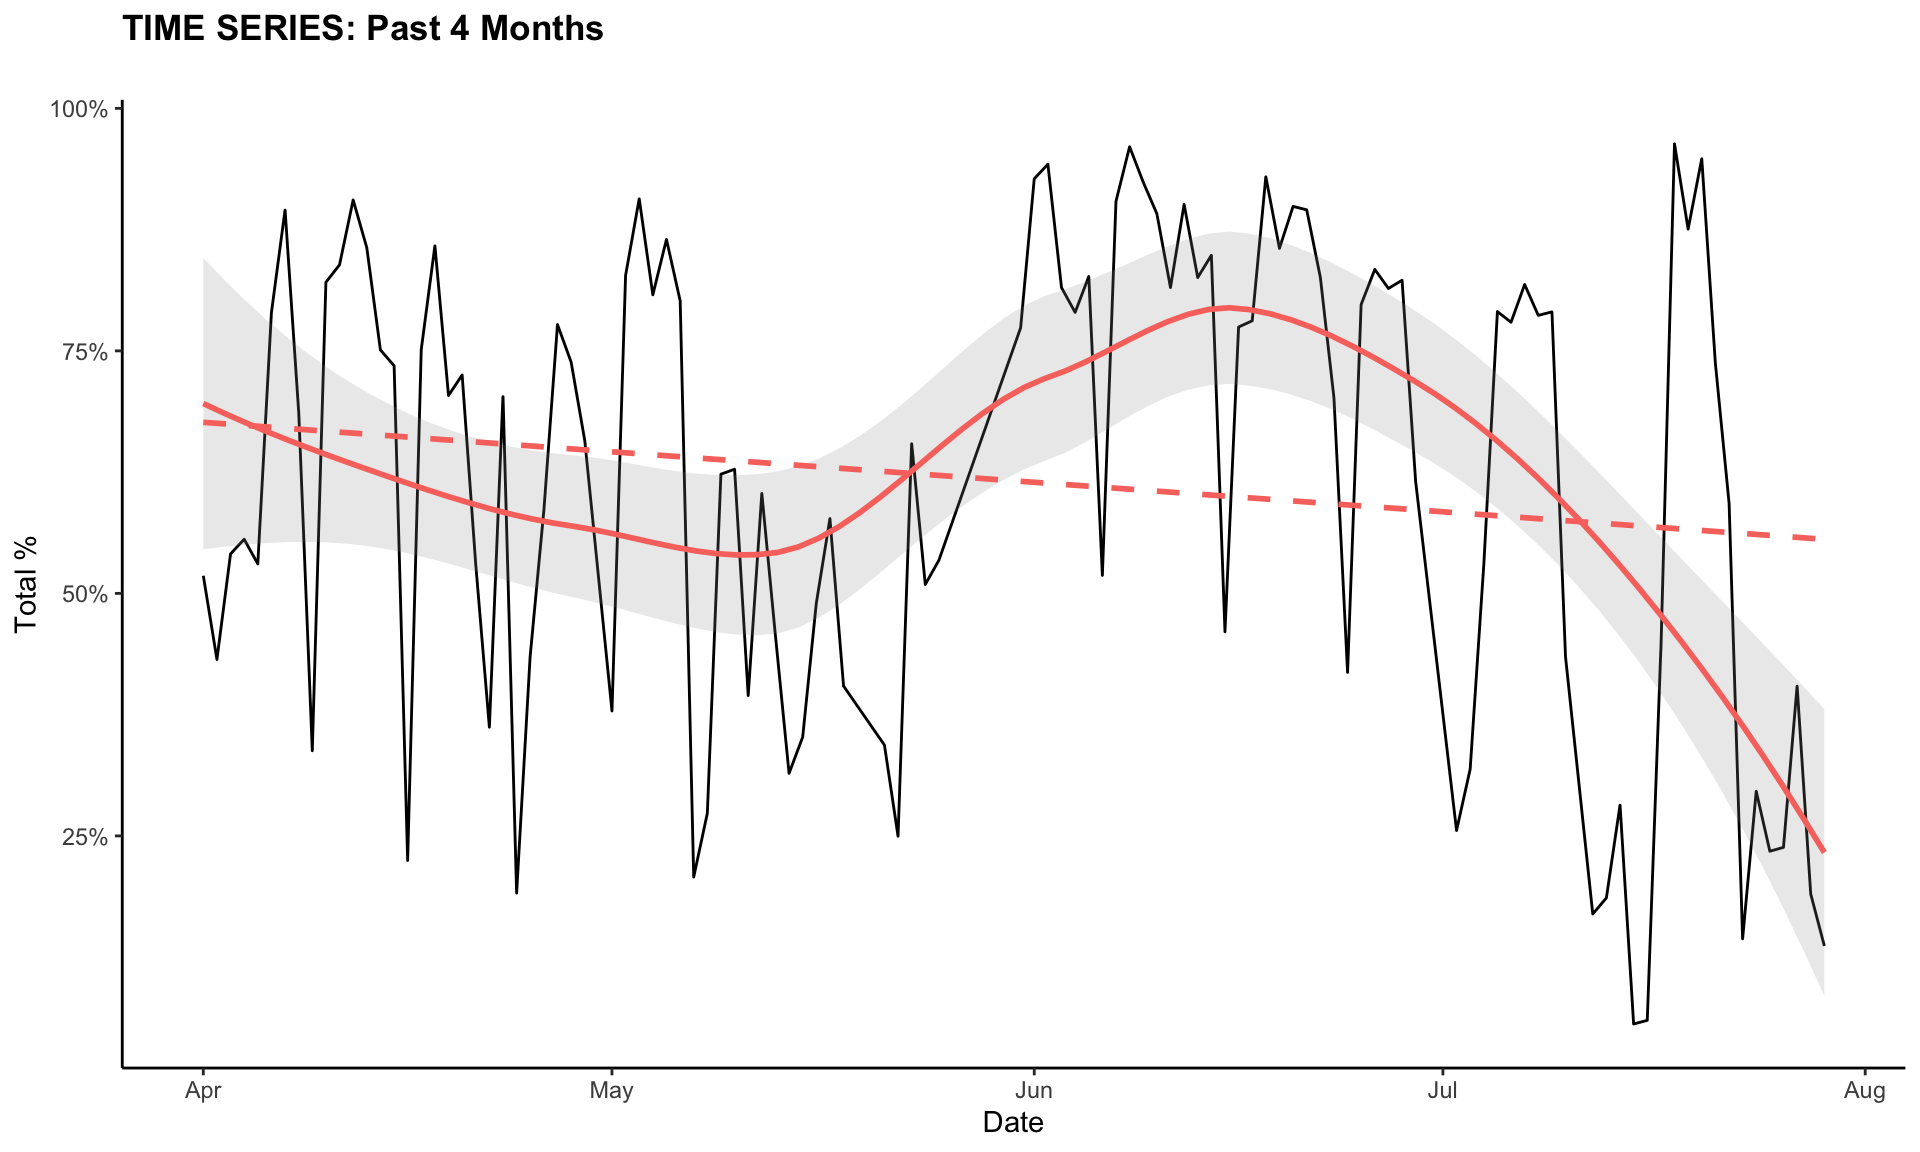 TIME SERIES: Past 4 Months
100%
75%
50%
25%
Total %
Apr May Jun Jul Aug
Date